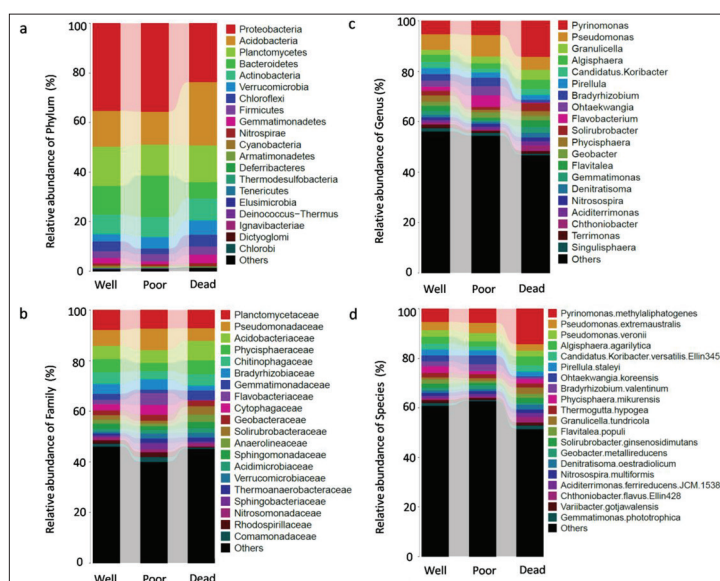 a
Relative abundance of Phylum (%)
100
80
60
40
20
0
Well Poor Dead
Proteobacteria
Acidobacteria
Planctomycetes
Bacteroidetes
Actinobacteria
Verrucomicrobia
Chloroflexi
Firmicutes
Gemmatimonadetes
Nitrospirae
Cyanobacteria
Armatimonadetes
Deferribacteres
Thermodesulfobacteria
Tenericutes
Elusimicrobia
Deinococcus-Thermus
Ignavibacteriae
Dictyoglomi
Chlorobi
Others
b
Relative abundance of Family (%)
100
80
60
40
20
0
Well Poor Dead
Planctomycetaceae
Pseudomonadaceae
Acidobacteriaceae
Phycisphaeraceae
Chitinophagaceae
Bradyrhizobiaceae
Gemmatimonadaceae
Flavobacteriaceae
Cytophagaceae
Geobacteraceae
Solirubrobacteraceae
Anaerolineaceae
Sphingomonadaceae
Acidimicrobiaceae
Verrucomicrobiaceae
Thermoanaerobacteraceae
Sphingobacteriaceae
Nitrosomonadaceae
Rhodospirillaceae
Comamonadaceae
Others
c
Relative abundance of Genus (%)
100
80
60
40
20
0
Well Poor Dead
Pyrinomonas
Pseudomonas
Granulicella
Algisphaera
Candidatus.Koribacter
Pirellula
Bradyrhizobium
Ohtaekwangia
Flavobacterium
Solirubrobacter
Phycisphaera
Geobacter
Flavitalea
Gemmatimonas
Denitratisoma
Nitrosospira
Aciditerrimonas
Chthoniobacter
Terrimonas
Singulisphaera
Others
d
Relative abundance of Species (%)
100
80
60
40
20
0
Well Poor Dead
Pyrinomonas.methylaliphatogenes
Pseudomonas.extremaustralis
Pseudomonas.veronii
Algisphaera.agarilytica
Candidatus.Koribacter.versatilis.Ellin345
Pirellula.staleyi
Ohtaekwangia.koreensis
Bradyrhizobium.valentinum
Phycisphaera.mikurensis
Thermogutta.hypogea
Granulicella.tundricola
Flavitalea.populi
Solirubrobacter.ginsenosidimutans
Geobacter.metallireducens
Denitratisoma.oestradiolicum
Nitrosospira.multiformis
Aciditerrimonas.ferrireducens.JCM.1538
Chthoniobacter.flavus.Ellin428
Variibacter.gotjawalensis
Gemmatimonas.phototrophica
Others